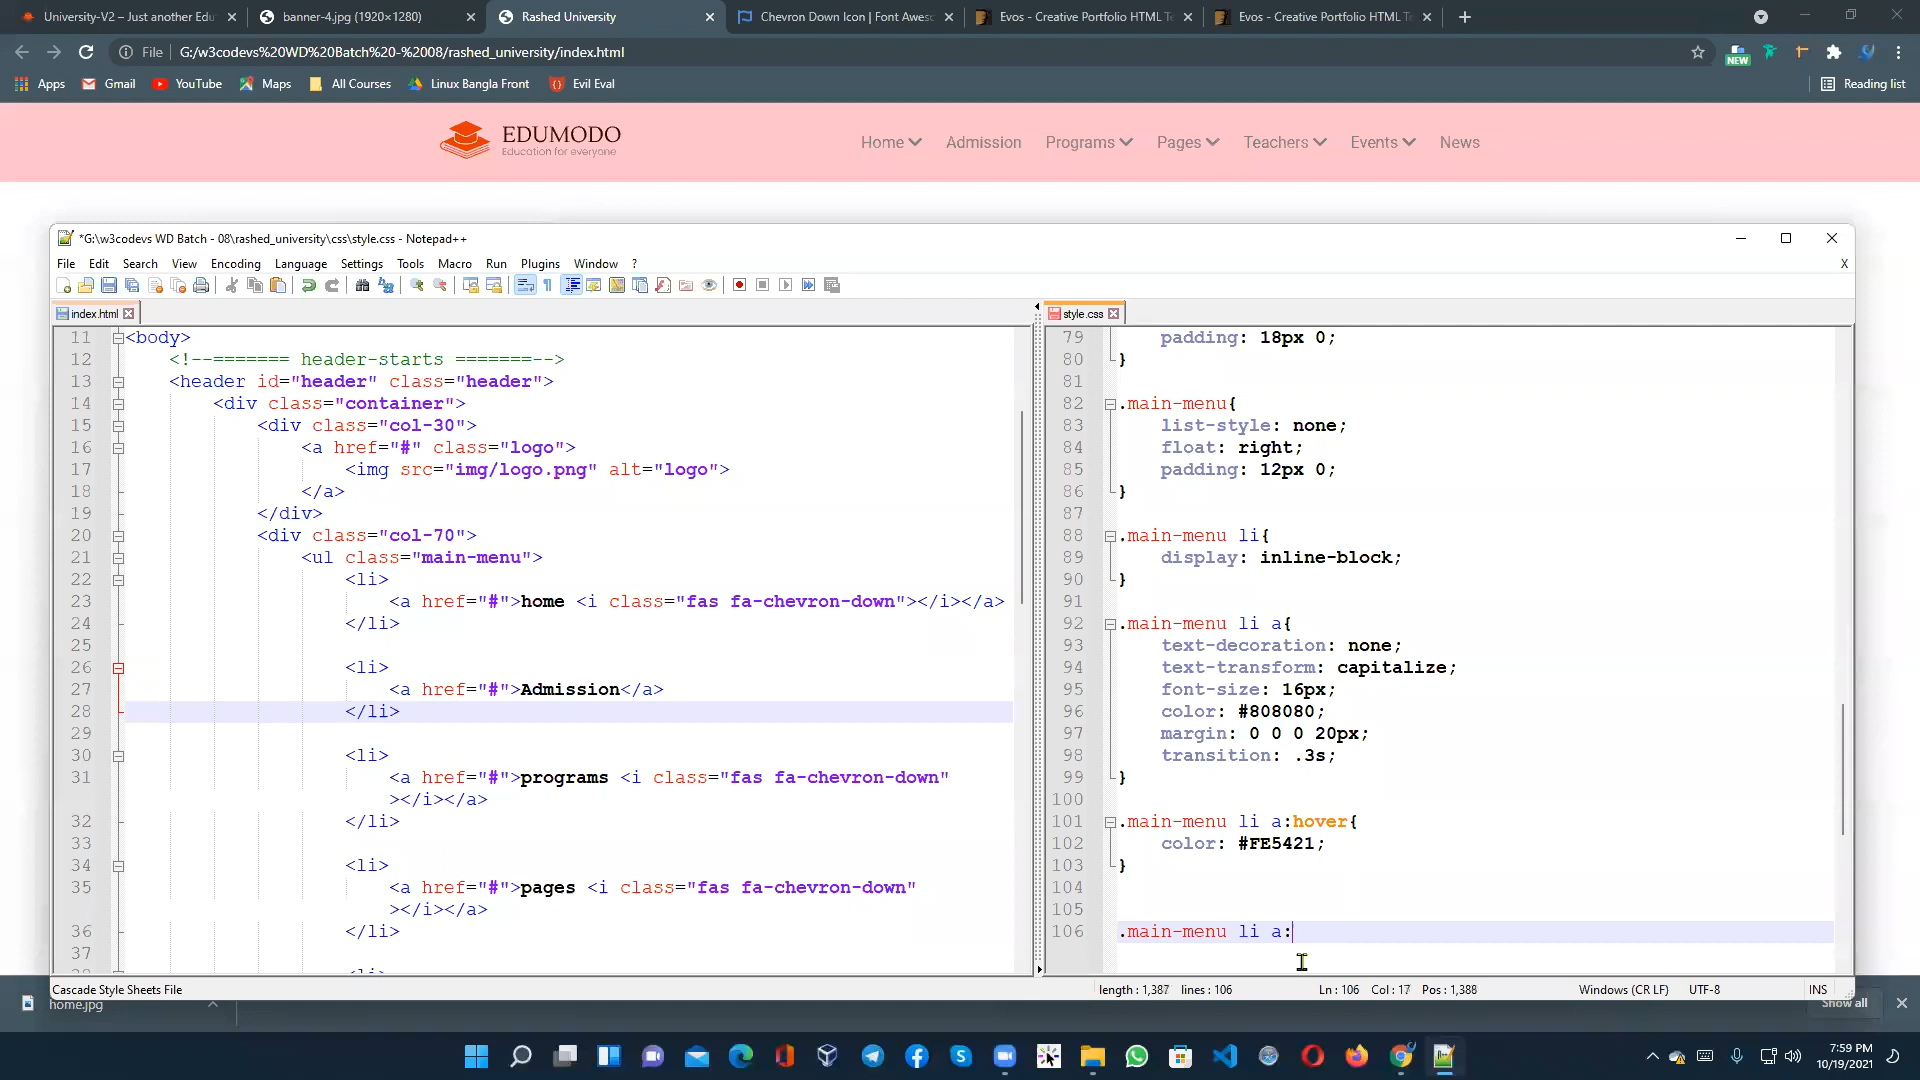 University-V2 – Just another Edu
banner-4.jpg (1920×1280)
Rashed University
Chevron Down Icon | Font Aweso
Evos - Creative Portfolio HTML Te
Evos - Creative Portfolio HTML Te
File
G:/w3codevs%20WD%20Batch%20-%2008/rashed_university/index.html
NEW
Apps
Gmail
YouTube
Maps
All Courses
Linux Bangla Front
Evil Eval
Reading list
EDUMODO
Education for everyone
Home
Admission
Programs
Pages
Teachers
Events
News
*G:\w3codevs WD Batch - 08\rashed_university\css\style.css - Notepad++
File Edit Search View Encoding Language Settings Tools Macro Run Plugins Window ?
X
index.html
11 <body>
12 <!--======= header-starts =======-->
13 <header id="header" class="header">
14 <div class="container">
15 <div class="col-30">
16 <a href="#" class="logo">
17 <img src="img/logo.png" alt="logo">
18 </a>
19 </div>
20 <div class="col-70">
21 <ul class="main-menu">
22 <li>
23 <a href="#">home <i class="fas fa-chevron-down"></i></a>
24 </li>
25
26 <li>
27 <a href="#">Admission</a>
28 </li>
29
30 <li>
31 <a href="#">programs <i class="fas fa-chevron-down"
></i></a>
32 </li>
33
34 <li>
35 <a href="#">pages <i class="fas fa-chevron-down"
></i></a>
36 </li>
37
38 <li>
style.css
79 padding: 18px 0;
80 }
81
82 .main-menu{
83 list-style: none;
84 float: right;
85 padding: 12px 0;
86 }
87
88 .main-menu li{
89 display: inline-block;
90 }
91
92 .main-menu li a{
93 text-decoration: none;
94 text-transform: capitalize;
95 font-size: 16px;
96 color: #808080;
97 margin: 0 0 0 20px;
98 transition: .3s;
99 }
100
101 .main-menu li a:hover{
102 color: #FE5421;
103 }
104
105
106 .main-menu li a:
Cascade Style Sheets File
length : 1,387 lines : 106
Ln : 106 Col : 17 Pos : 1,388
Windows (CR LF)
UTF-8
INS
home.jpg
Show all
7:59 PM
10/19/2021